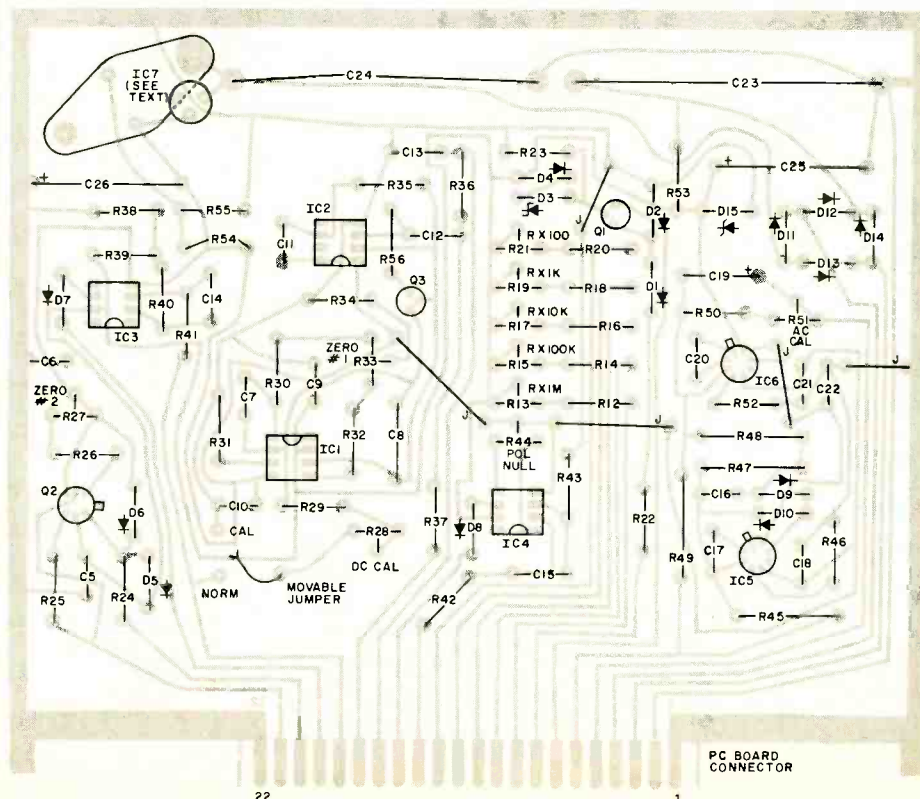 IC7
(SEE
TEXT)
C24
C23
C13
R23
D4
D3
R35
R36
R53
C25
C26
R38
R55
R54
IC2
C11
C12
R56
RX100
Q1
D2
D15
D12
D11
D14
D13
R21
R20
R39
RX1K
R19
R18
D1
C19
D7
IC3
R40
R41
C14
R34
Q3
RX10K
R17
R16
R50
R51
AC
CAL
C6
R30
C9
ZERO
#1
R33
RX100K
R15
R14
C20
IC6
J
J
J
C21
C22
ZERO
#2
R27
C7
RX1M
R13
R12
R52
R31
R32
C8
J
J
R26
IC1
R44
POL
NULL
R48
R47
R43
Q2
D6
C10
R29
CAL
R28
DC CAL
R37
D8
IC4
R22
R49
C16
D9
D10
C17
IC5
C18
R46
R25
C5
R24
D5
NORM
MOVABLE
JUMPER
R42
C15
R45
PC BOARD
CONNECTOR
22
1